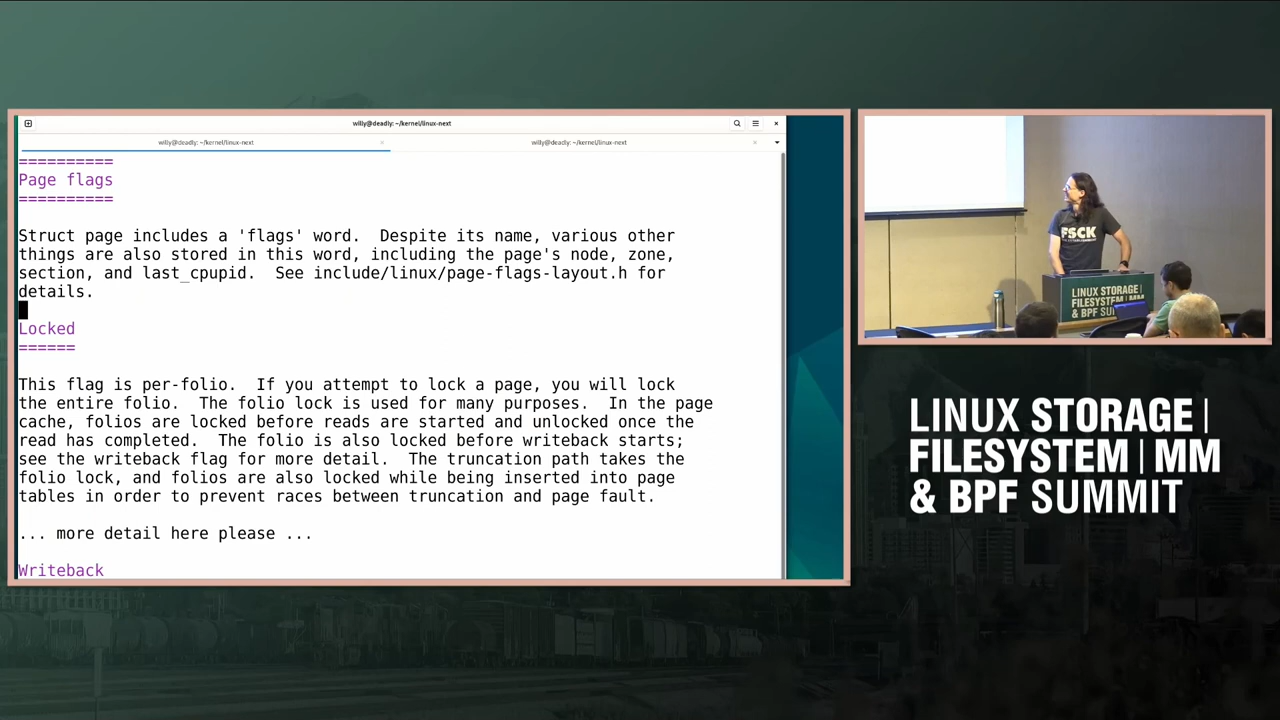 willy@deadly: ~/kernel/linux-next
willy@deadly: ~/kernel/linux-next
willy@deadly: ~/kernel/linux-next
==========
Page flags
==========
Struct page includes a 'flags' word.  Despite its name, various other
things are also stored in this word, including the page's node, zone,
section, and last_cpupid.  See include/linux/page-flags-layout.h for
details.
Locked
======
This flag is per-folio.  If you attempt to lock a page, you will lock
the entire folio.  The folio lock is used for many purposes.  In the page
cache, folios are locked before reads are started and unlocked once the
read has completed.  The folio is also locked before writeback starts;
see the writeback flag for more detail.  The truncation path takes the
folio lock, and folios are also locked while being inserted into page
tables in order to prevent races between truncation and page fault.
... more detail here please ...
Writeback
FSCK
LINUX STORAGE |
FILESYSTEM | MM
& BPF SUM
LINUX STORAGE |
FILESYSTEM | MM
& BPF SUMMIT